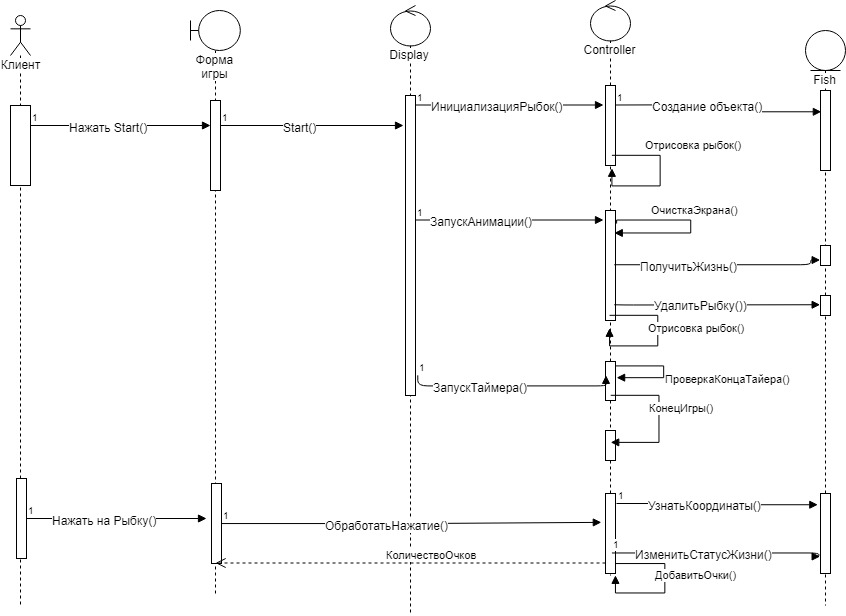 Клиент
Форма
игры
Display
Controller
Fish
1
Нажать Start()
1
Start()
1
ИнициализацияРыбок()
1
Создание объекта()
Отрисовка рыбок()
1
ЗапускАнимации()
ОчисткаЭкрана()
ПолучитьЖизнь()
УдалитьРыбку())
Отрисовка рыбок()
1
ЗапускТаймера()
ПроверкаКонцаТайера()
КонецИгры()
1
Нажать на Рыбку()
1
ОбработатьНажатие()
1
УзнатьКоординаты()
1
ИзменитьСтатусЖизни()
КоличествоОчков
ДобавитьОчки()